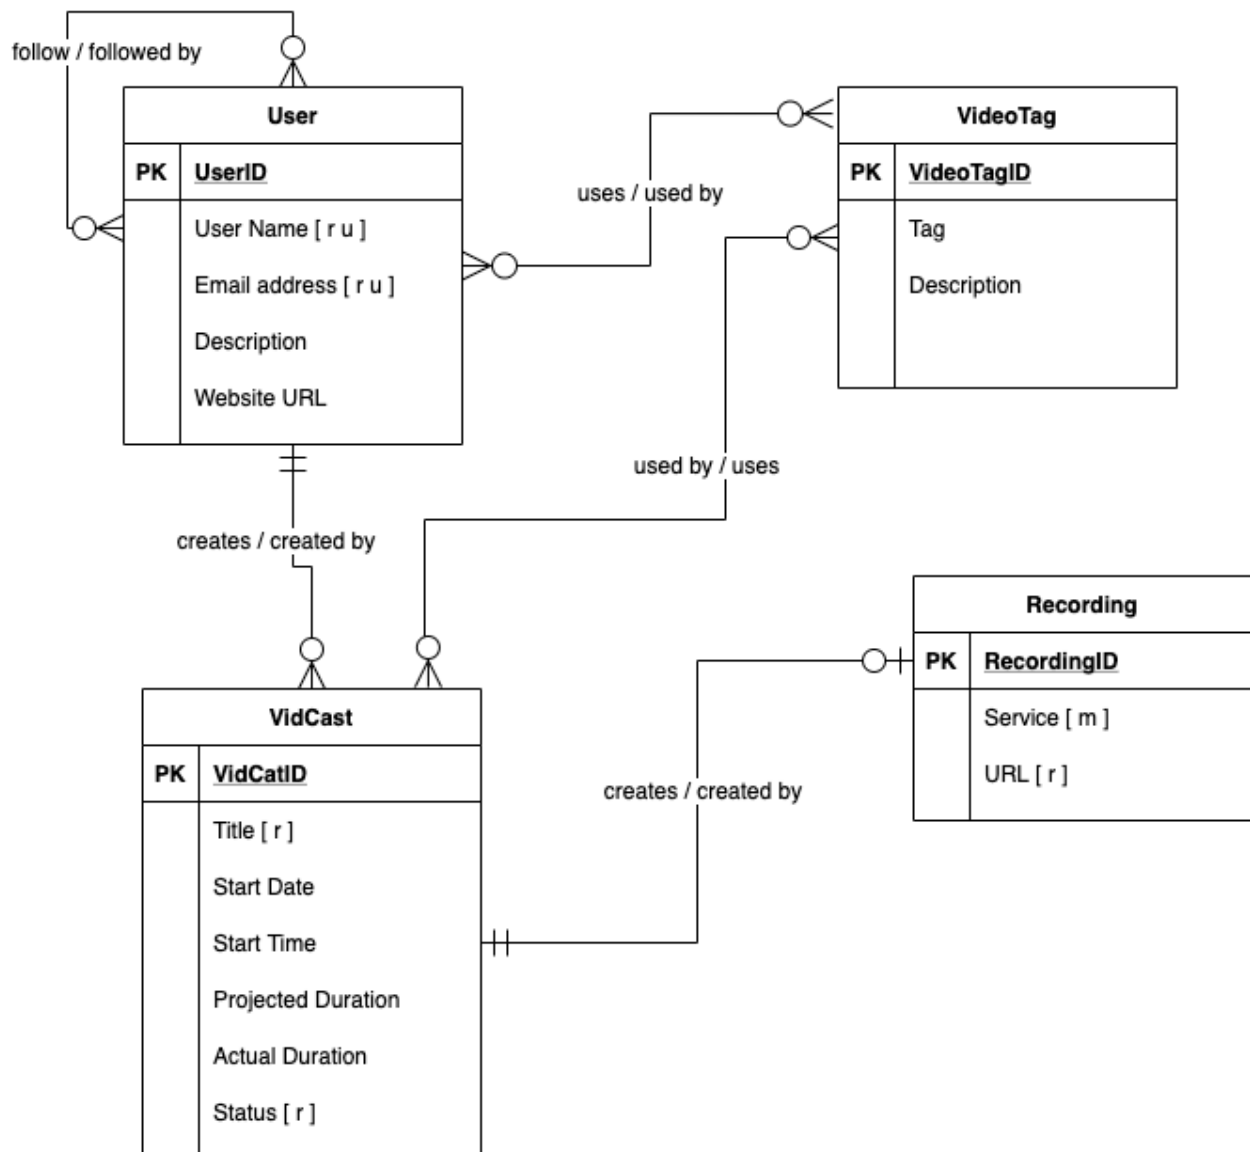 follow / followed by
User
PK UserID
User Name [ r u ]
Email address [ r u ]
Description
Website URL
uses / used by
VideoTag
PK VideoTagID
Tag
Description
used by / uses
creates / created by
VidCast
PK VidCatID
Title [ r ]
Start Date
Start Time
Projected Duration
Actual Duration
Status [ r ]
creates / created by
Recording
PK RecordingID
Service [ m ]
URL [ r ]